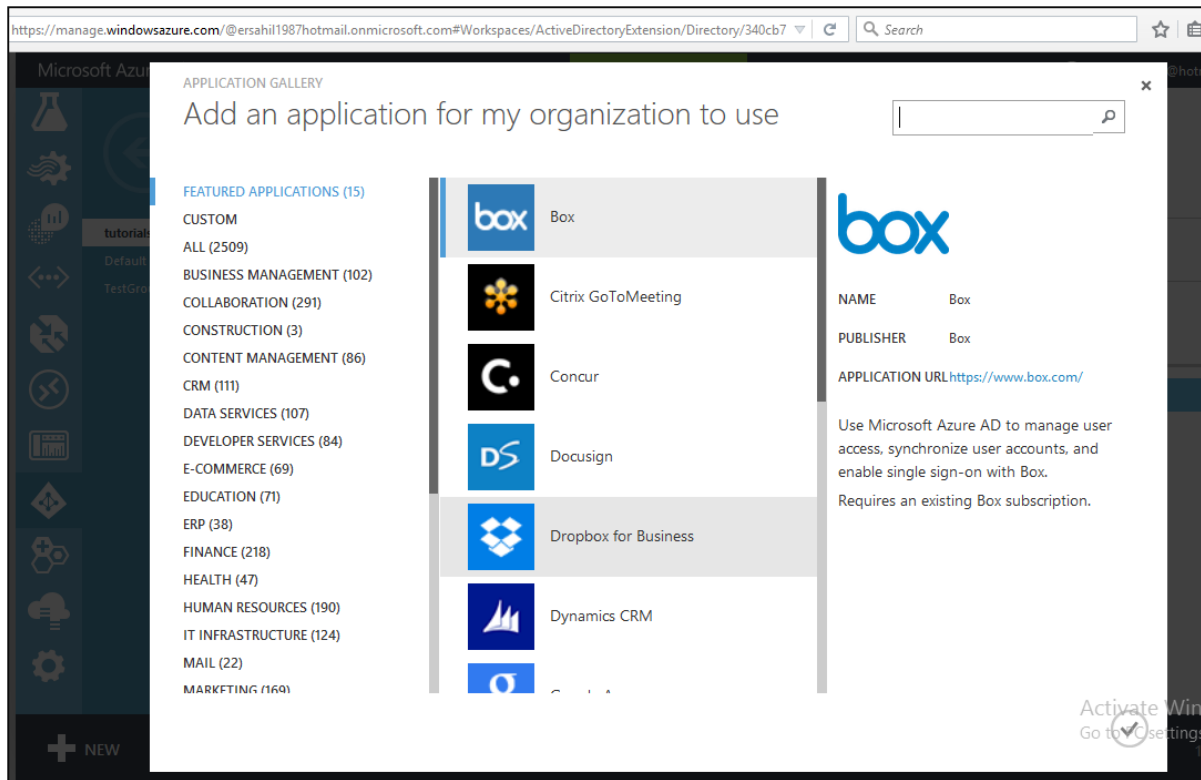 https://manage.windowsazure.com/@ersahil1987hotmail.onmicrosoft.com#Workspaces/ActiveDirectoryExtension/Directory/340cb7
Search
Microsoft Azur
@hotm
APPLICATION GALLERY
Add an application for my organization to use
tutorials
Default
TestGro
FEATURED APPLICATIONS (15)
CUSTOM
ALL (2509)
BUSINESS MANAGEMENT (102)
COLLABORATION (291)
CONSTRUCTION (3)
CONTENT MANAGEMENT (86)
CRM (111)
DATA SERVICES (107)
DEVELOPER SERVICES (84)
E-COMMERCE (69)
EDUCATION (71)
ERP (38)
FINANCE (218)
HEALTH (47)
HUMAN RESOURCES (190)
IT INFRASTRUCTURE (124)
MAIL (22)
MARKETING (169)
box Box
Citrix GoToMeeting
C. Concur
DS Docusign
Dropbox for Business
Dynamics CRM
g
box
NAME Box
PUBLISHER Box
APPLICATION URL https://www.box.com/
Use Microsoft Azure AD to manage user
access, synchronize user accounts, and
enable single sign-on with Box.
Requires an existing Box subscription.
Activate Win
Go to PC settings
NEW